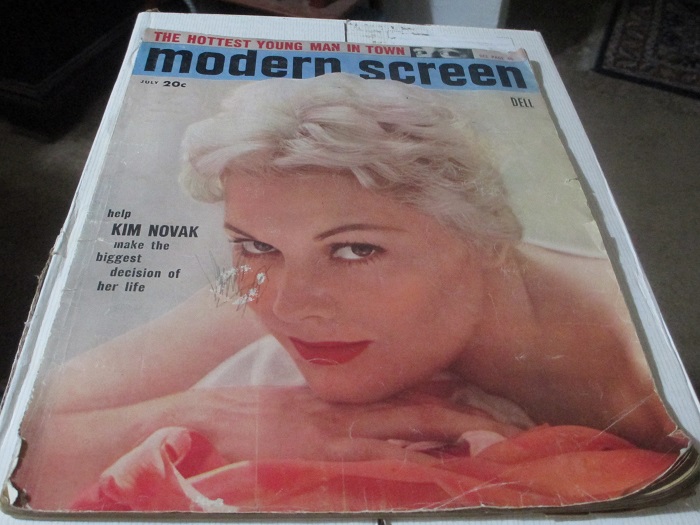 THE HOTTEST YOUNG MAN IN TOWN
modern screen
JULY 20c
DELL
help
KIM NOVAK
make the
biggest
decision of
her life